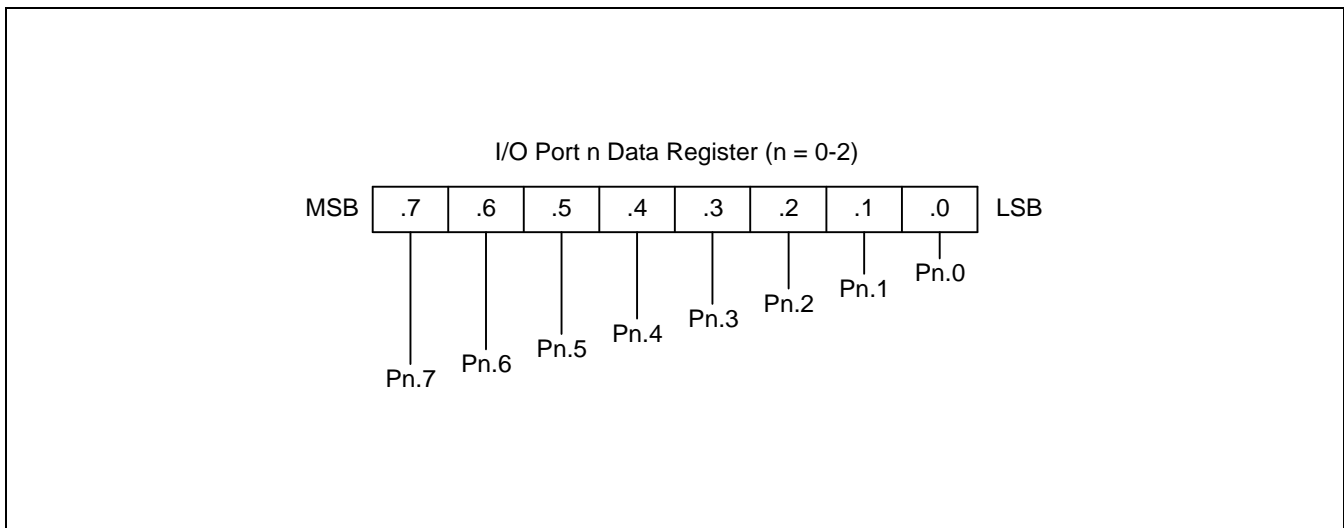 I/O Port n Data Register (n = 0-2)
MSB .7 .6 .5 .4 .3 .2 .1 .0 LSB
Pn.0
Pn.1
Pn.2
Pn.3
Pn.4
Pn.5
Pn.6
Pn.7